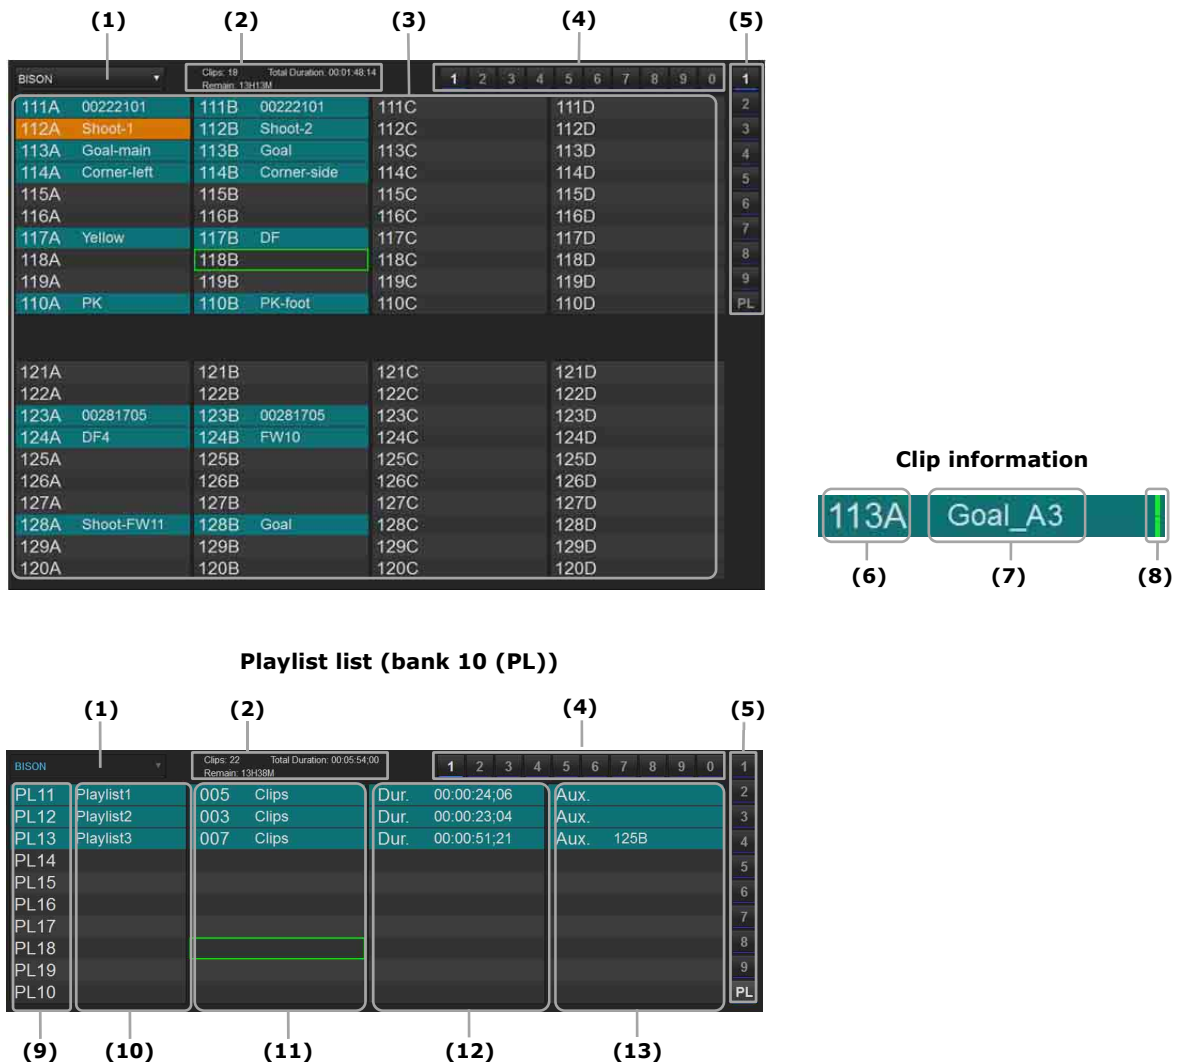 (1) (2) (3) (4) (5)
BISON Clips: 18 Total Duration: 00:01:48:14 1 2 3 4 5 6 7 8 9 0 1
Remain: 13H13M
111A 00222101 111B 00222101 111C 111D 2
112A Shoot-1 112B Shoot-2 112C 112D 3
113A Goal-main 113B Goal 113C 113D 4
114A Corner-left 114B Corner-side 114C 114D 5
115A 115B 115C 115D
116A 116B 116C 116D 6
117A Yellow 117B DF 117C 117D 7
118A 118B 118C 118D 8
119A 119B 119C 119D 9
110A PK 110B PK-foot 110C 110D PL
121A 121B 121C 121D
122A 122B 122C 122D
123A 00281705 123B 00281705 123C 123D
124A DF4 124B FW10 124C 124D
125A 125B 125C 125D
126A 126B 126C 126D
127A 127B 127C 127D
128A Shoot-FW11 128B Goal 128C 128D
129A 129B 129C 129D
120A 120B 120C 120D
Clip information
113A Goal_A3
(6) (7) (8)
Playlist list (bank 10 (PL))
(1) (2) (4) (5)
BISON Clips: 22 Total Duration: 00:05:54;00 1 2 3 4 5 6 7 8 9 0 1
Remain: 13H38M
PL11 Playlist1 005 Clips Dur. 00:00:24;06 Aux. 2
PL12 Playlist2 003 Clips Dur. 00:00:23;04 Aux. 3
PL13 Playlist3 007 Clips Dur. 00:00:51;21 Aux. 125B 4
PL14 5
PL15
PL16 6
PL17 7
PL18 8
PL19 9
PL10 PL
(9) (10) (11) (12) (13)